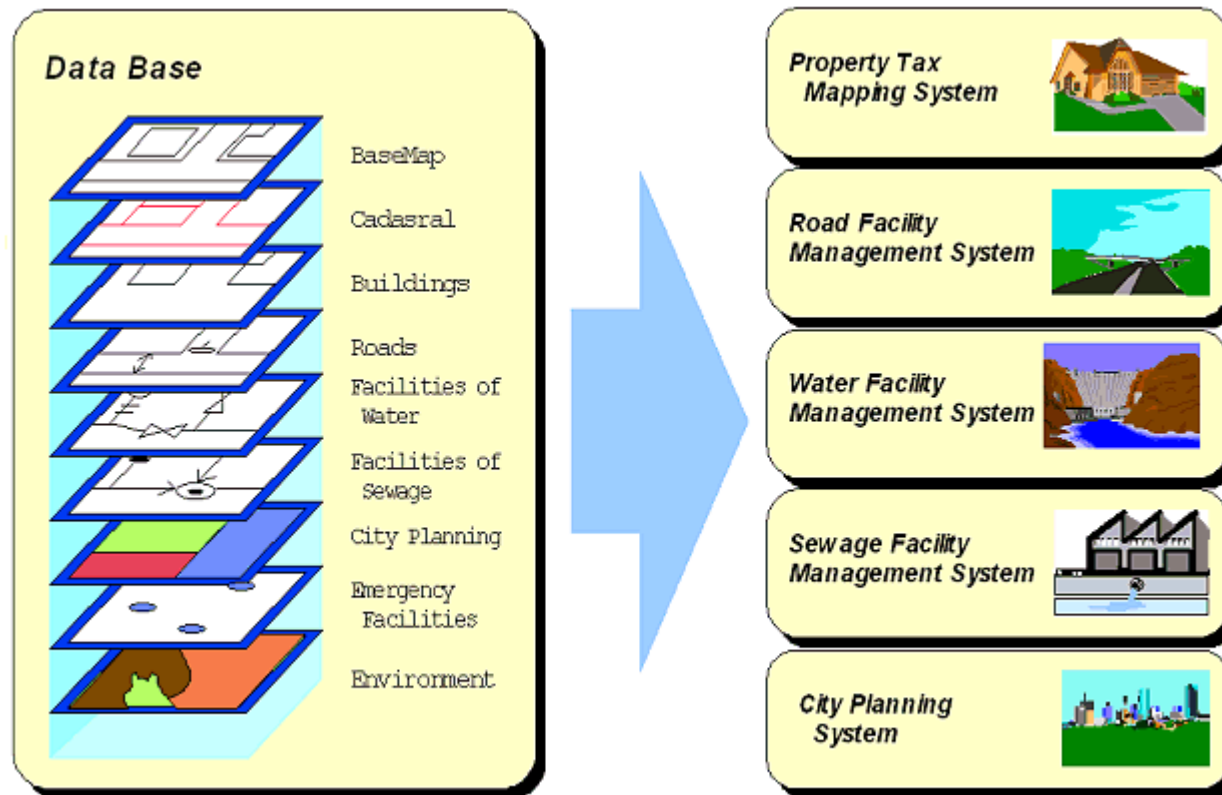 Data Base
BaseMap
Cadasral
Buildings
Roads
Facilities of
Water
Facilities of
Sewage
City Planning
Emergency
Facilities
Environment
Property Tax
Mapping System
Road Facility
Management System
Water Facility
Management System
Sewage Facility
Management System
City Planning
System